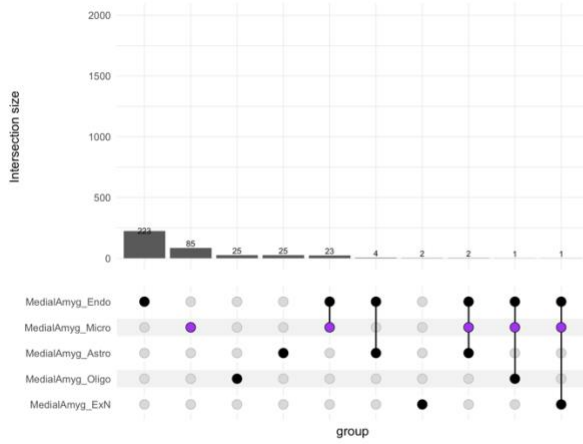 2000
1500
1000
500
0
Intersection size
223 85 25 25 23 4 2 2 1 1
MedialAmyg_Endo
MedialAmyg_Micro
MedialAmyg_Astro
MedialAmyg_Oligo
MedialAmyg_ExN
group